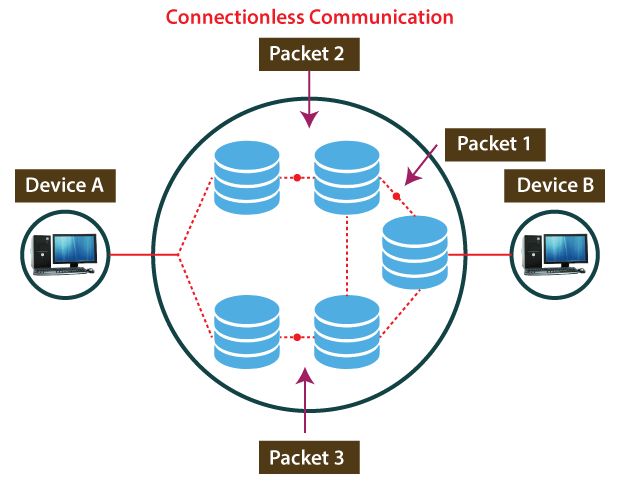 Connectionless Communication
Packet 2
Packet 1
Device A
Device B
Packet 3